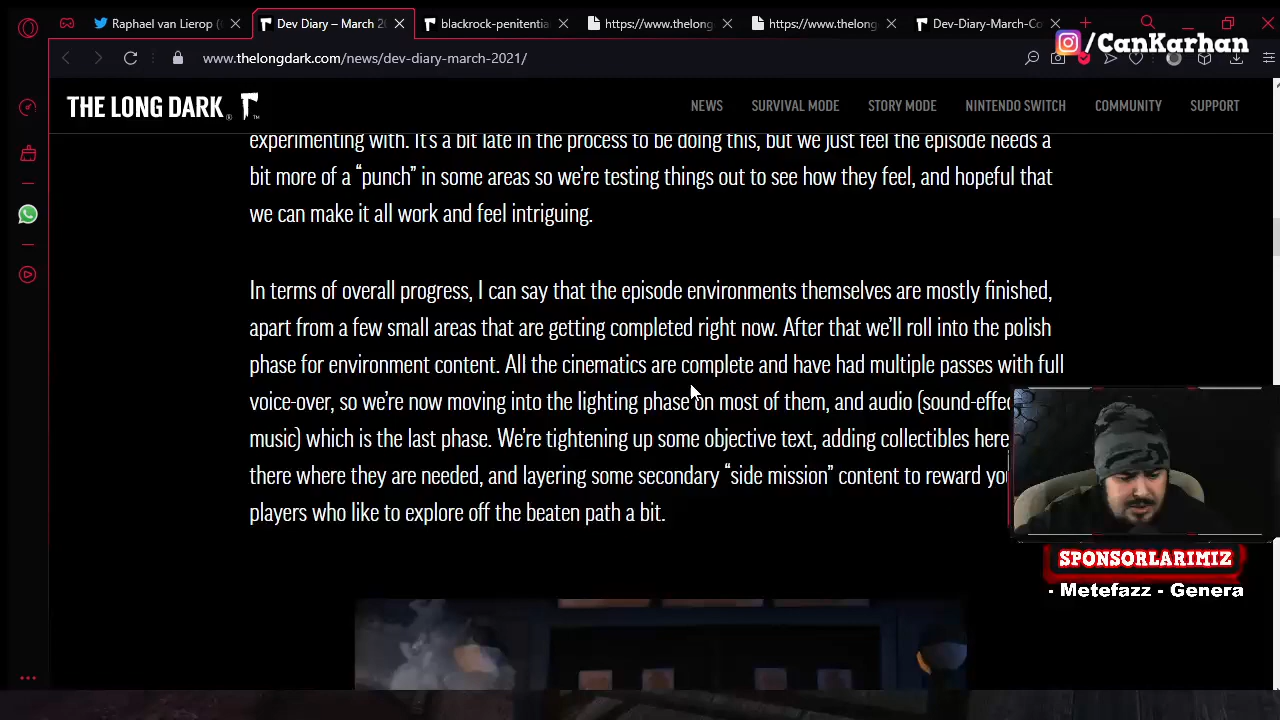 Raphael van Lierop (
Dev Diary – March 2
blackrock-penitentia
https://www.thelong
https://www.thelong
Dev-Diary-March-Co
/CanKarhan
www.thelongdark.com/news/dev-diary-march-2021/
THE LONG DARK
NEWS
SURVIVAL MODE
STORY MODE
NINTENDO SWITCH
COMMUNITY
SUPPORT
experimenting with. It's a bit late in the process to be doing this, but we just feel the episode needs a
bit more of a “punch” in some areas so we're testing things out to see how they feel, and hopeful that
we can make it all work and feel intriguing.
In terms of overall progress, I can say that the episode environments themselves are mostly finished,
apart from a few small areas that are getting completed right now. After that we'll roll into the polish
phase for environment content. All the cinematics are complete and have had multiple passes with full
voice-over, so we're now moving into the lighting phase on most of them, and audio (sound-effec
music) which is the last phase. We're tightening up some objective text, adding collectibles here
there where they are needed, and layering some secondary “side mission” content to reward yo
players who like to explore off the beaten path a bit.
SPONSORLARIMIZ
- Metefazz - Genera